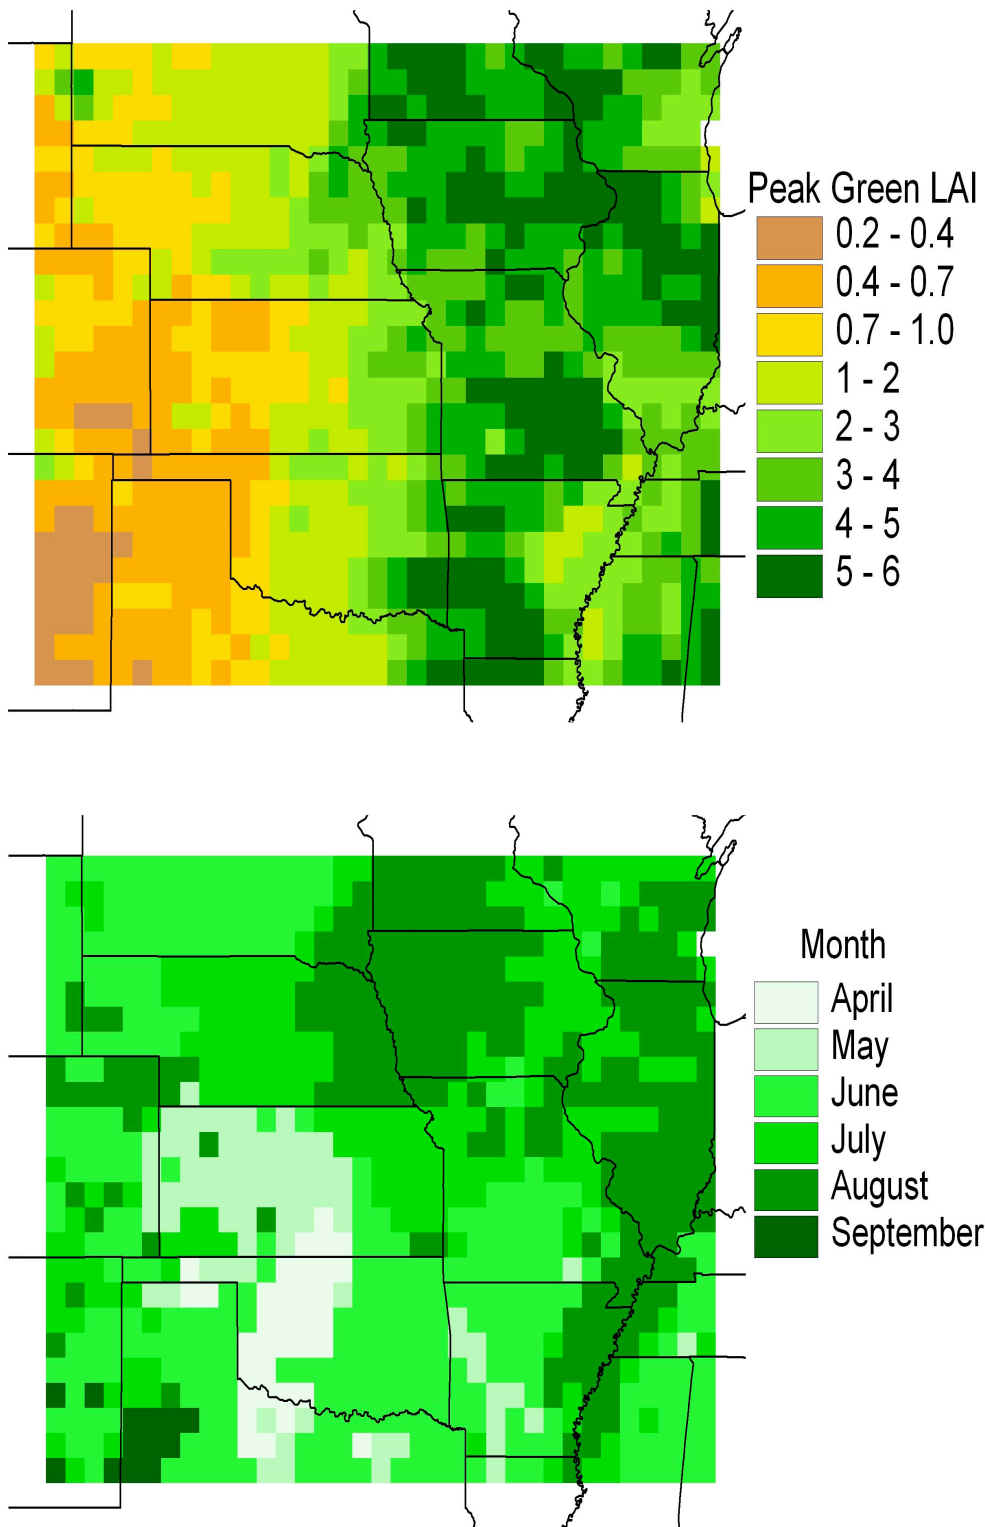 Peak Green LAI
0.2 - 0.4
0.4 - 0.7
0.7 - 1.0
1 - 2
2 - 3
3 - 4
4 - 5
5 - 6
Month
April
May
June
July
August
September